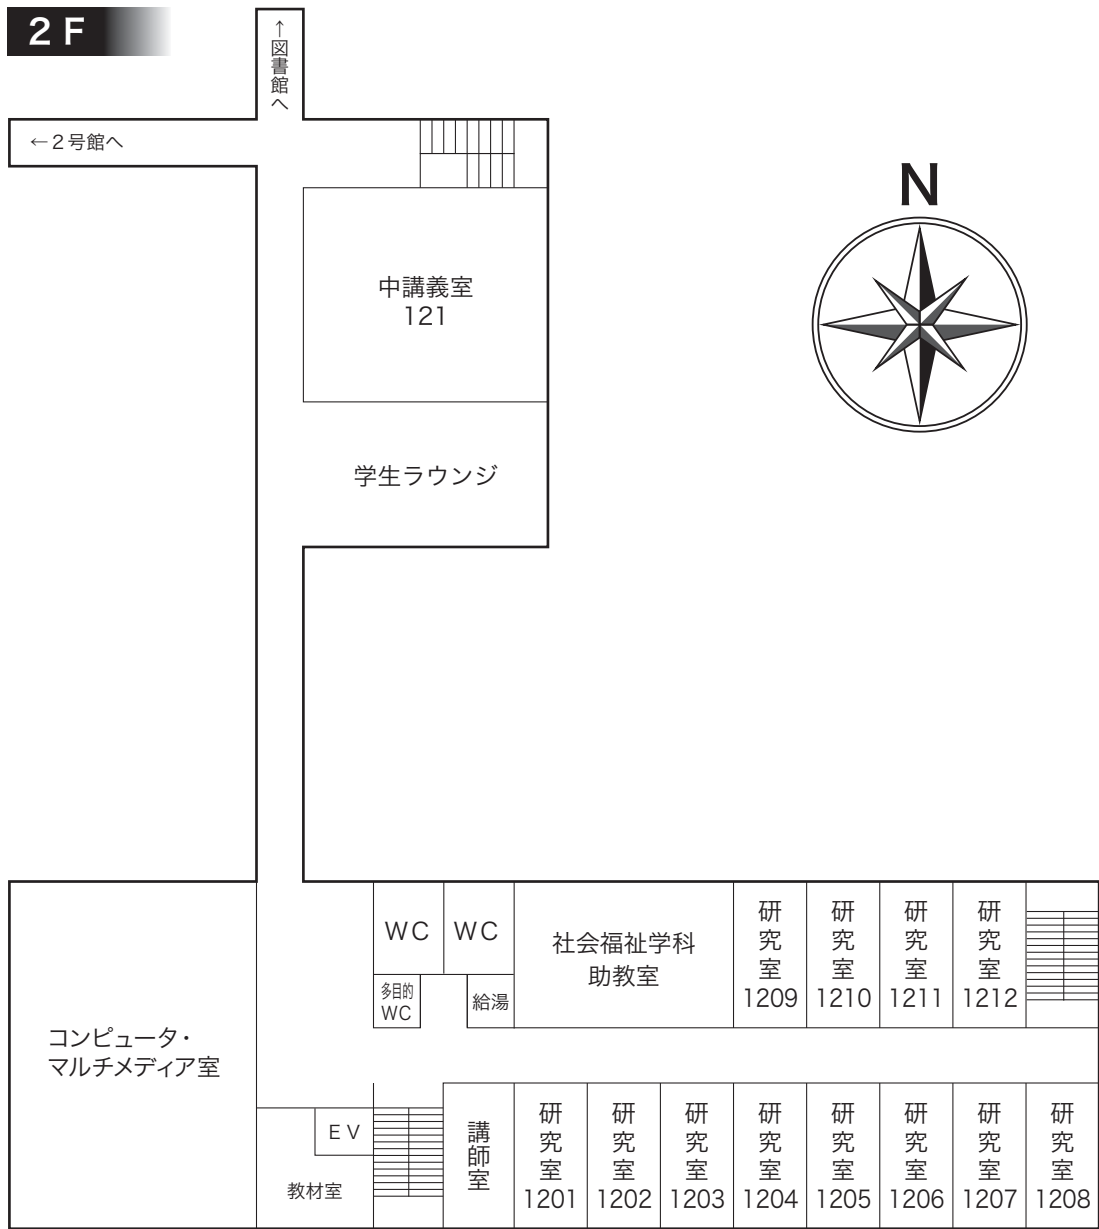 2F
↑図書館へ
←2号館へ
N
中講義室
121
学生ラウンジ
WC
WC
社会福祉学科
助教室
研究室
1209
研究室
1210
研究室
1211
研究室
1212
多目的
WC
給湯
コンピュータ・
マルチメディア室
EV
教材室
講師室
研究室
1201
研究室
1202
研究室
1203
研究室
1204
研究室
1205
研究室
1206
研究室
1207
研究室
1208